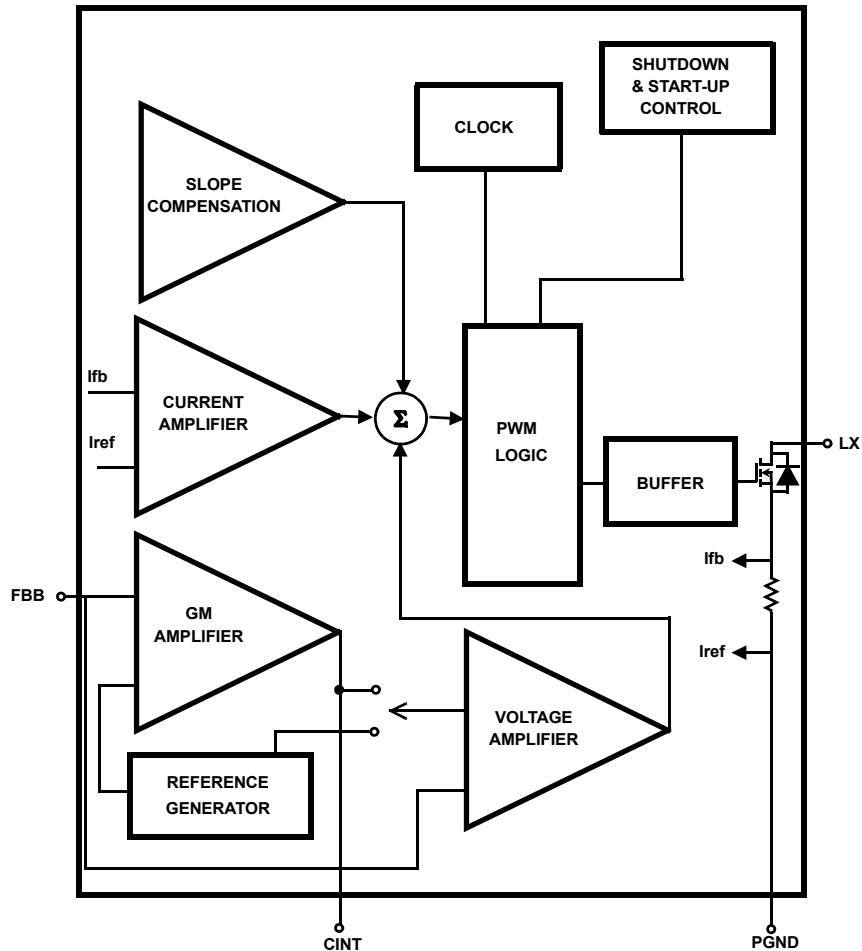 SHUTDOWN
& START-UP
CONTROL
CLOCK
SLOPE
COMPENSATION
Ifb
CURRENT
AMPLIFIER
Iref
Σ
PWM
LOGIC
BUFFER
LX
Ifb
Iref
FBB
GM
AMPLIFIER
VOLTAGE
AMPLIFIER
REFERENCE
GENERATOR
CINT
PGND